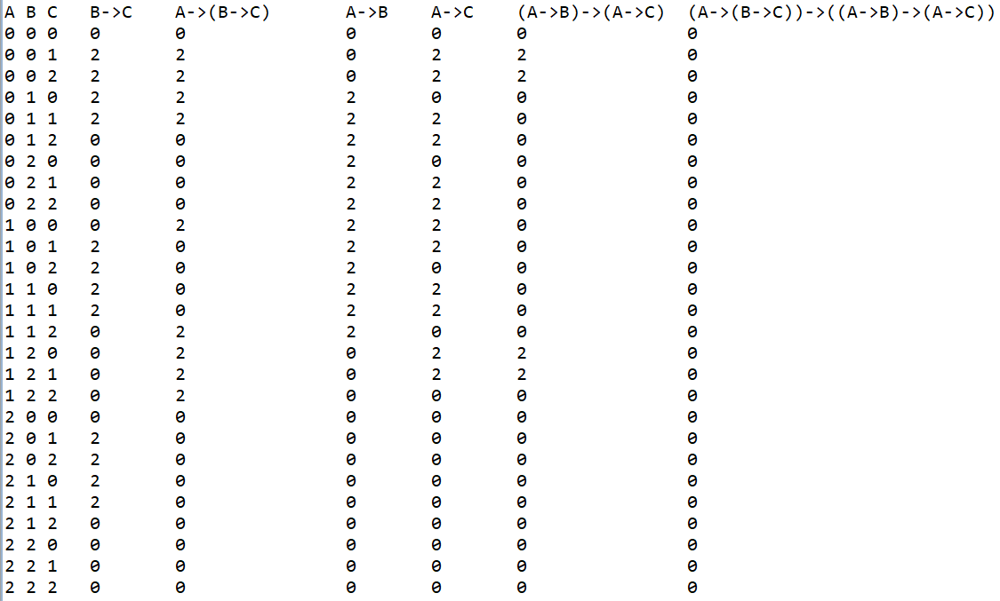 A B C B->C A->(B->C) A->B A->C (A->B)->(A->C) (A->(B->C))->((A->B)->(A->C))
0 0 0 0 0 0 0 0 0
0 0 1 2 2 0 2 2 0
0 0 2 2 2 0 2 2 0
0 1 0 2 2 2 0 0 0
0 1 1 2 2 2 2 0 0
0 1 2 0 0 2 2 0 0
0 2 0 0 0 2 0 0 0
0 2 1 0 0 2 2 0 0
0 2 2 0 0 2 2 0 0
1 0 0 0 2 2 2 0 0
1 0 1 2 0 2 2 0 0
1 0 2 2 0 2 0 0 0
1 1 0 2 0 2 2 0 0
1 1 1 2 0 2 2 0 0
1 1 2 0 2 2 0 0 0
1 2 0 0 2 0 2 2 0
1 2 1 0 2 0 2 2 0
1 2 2 0 2 0 0 0 0
2 0 0 0 0 0 0 0 0
2 0 1 2 0 0 0 0 0
2 0 2 2 0 0 0 0 0
2 1 0 2 0 0 0 0 0
2 1 1 2 0 0 0 0 0
2 1 2 0 0 0 0 0 0
2 2 0 0 0 0 0 0 0
2 2 1 0 0 0 0 0 0
2 2 2 0 0 0 0 0 0